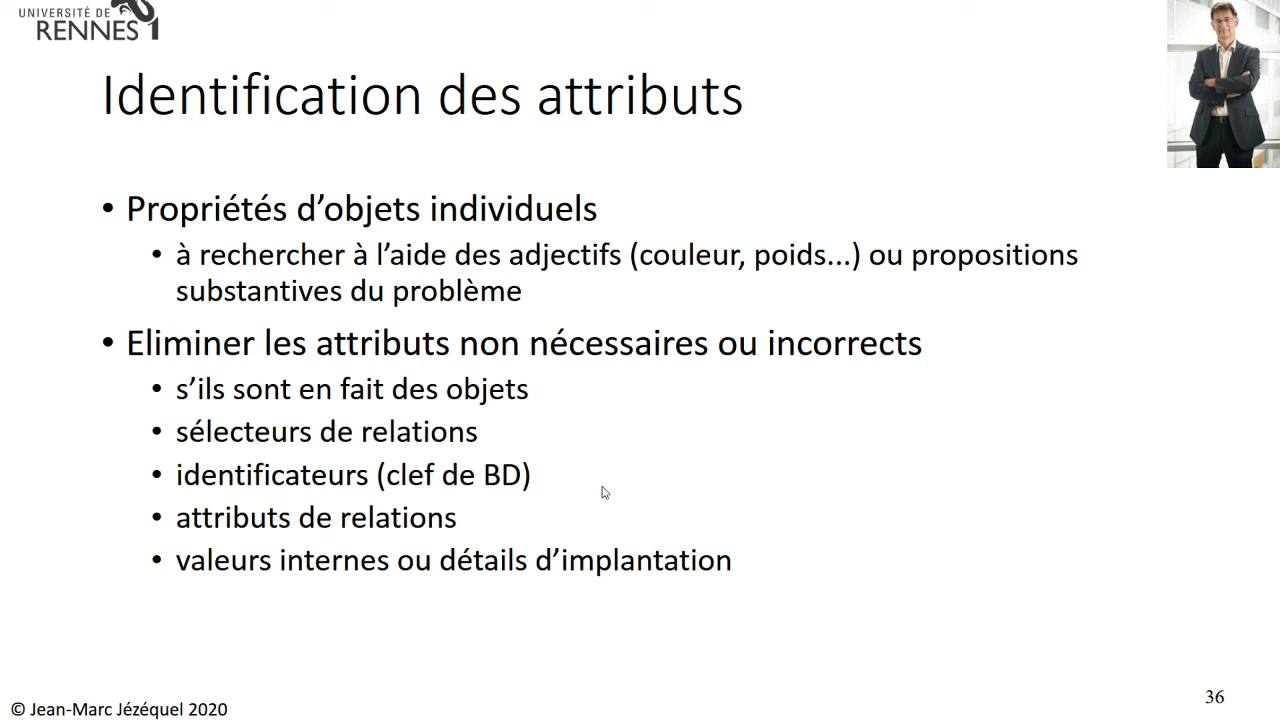 UNIVERSITÉ DE
RENNES 1
Identification des attributs
• Propriétés d’objets individuels
• à rechercher à l’aide des adjectifs (couleur, poids...) ou propositions
substantives du problème
• Eliminer les attributs non nécessaires ou incorrects
• s’ils sont en fait des objets
• sélecteurs de relations
• identificateurs (clef de BD)
• attributs de relations
• valeurs internes ou détails d’implantation
© Jean-Marc Jézéquel 2020
36